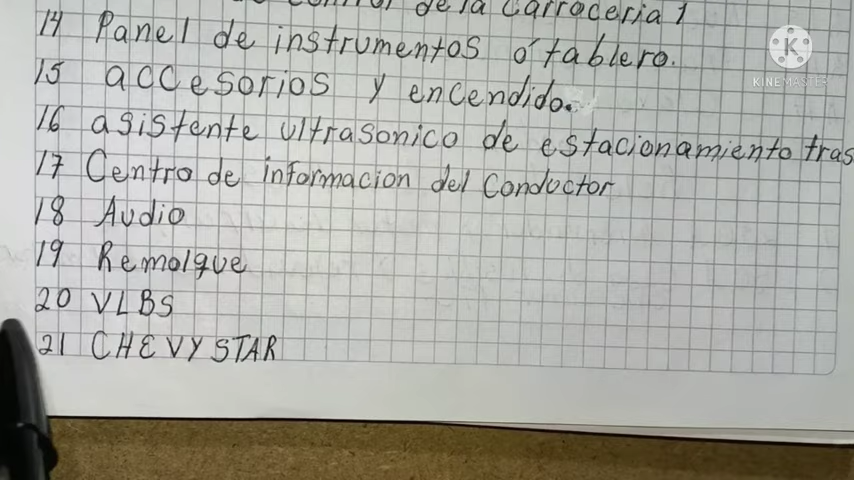 control de la Carroceria 1
14 Panel de instrumentos o tablero.
KINEMASTER
15 accesorios y encendido.
16 asistente ultrasonico de estacionamiento tras
17 Centro de informacion del Conductor
18 Audio
19 Remolque
20 VLBS
21 CHEVYSTAR